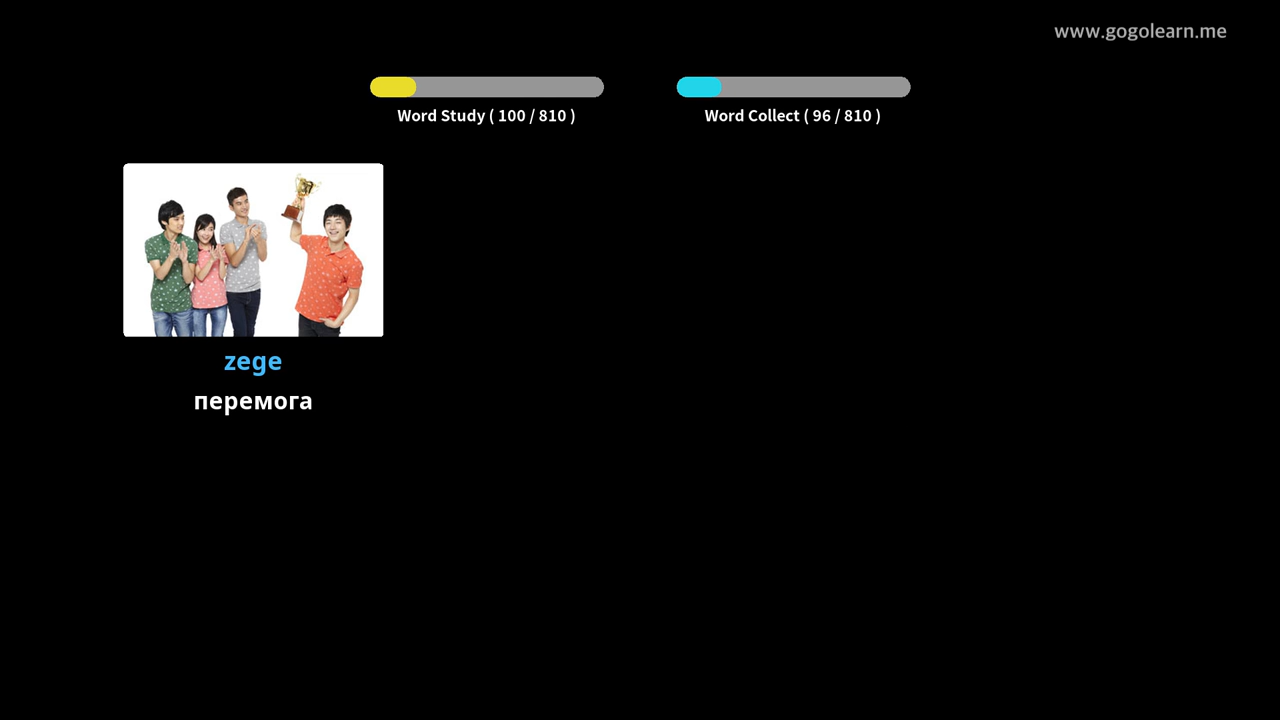 www.gogolearn.me
Word Study ( 100 / 810 )
Word Collect ( 96 / 810 )
zege
перемога